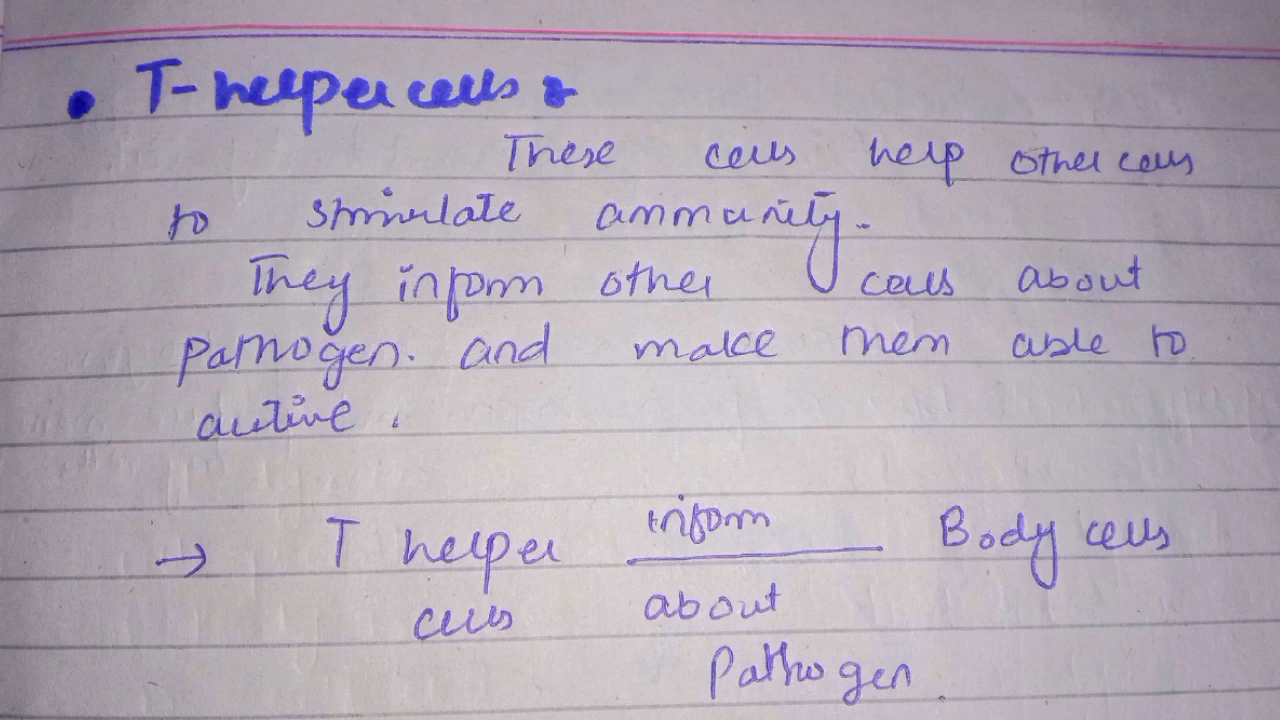 • T-helper cells :-
These cells help other cells
to stimulate ammunity.
They inform other cells about
pathogen. and make them able to
active.
→ T helper inform Body cells
cells about
Pathogen.